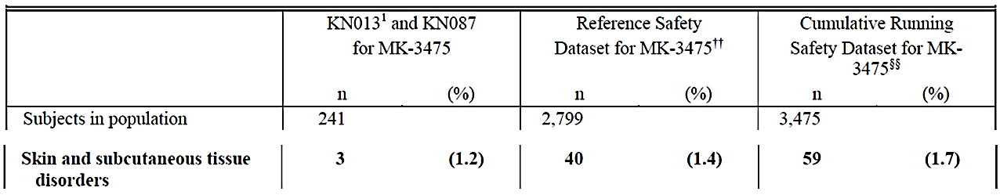 KN013¹ and KN087 for MK-3475 Reference Safety Dataset for MK-3475†† Cumulative Running Safety Dataset for MK-3475§§
n (%) n (%) n (%)
Subjects in population 241 2,799 3,475
Skin and subcutaneous tissue disorders 3 (1.2) 40 (1.4) 59 (1.7)